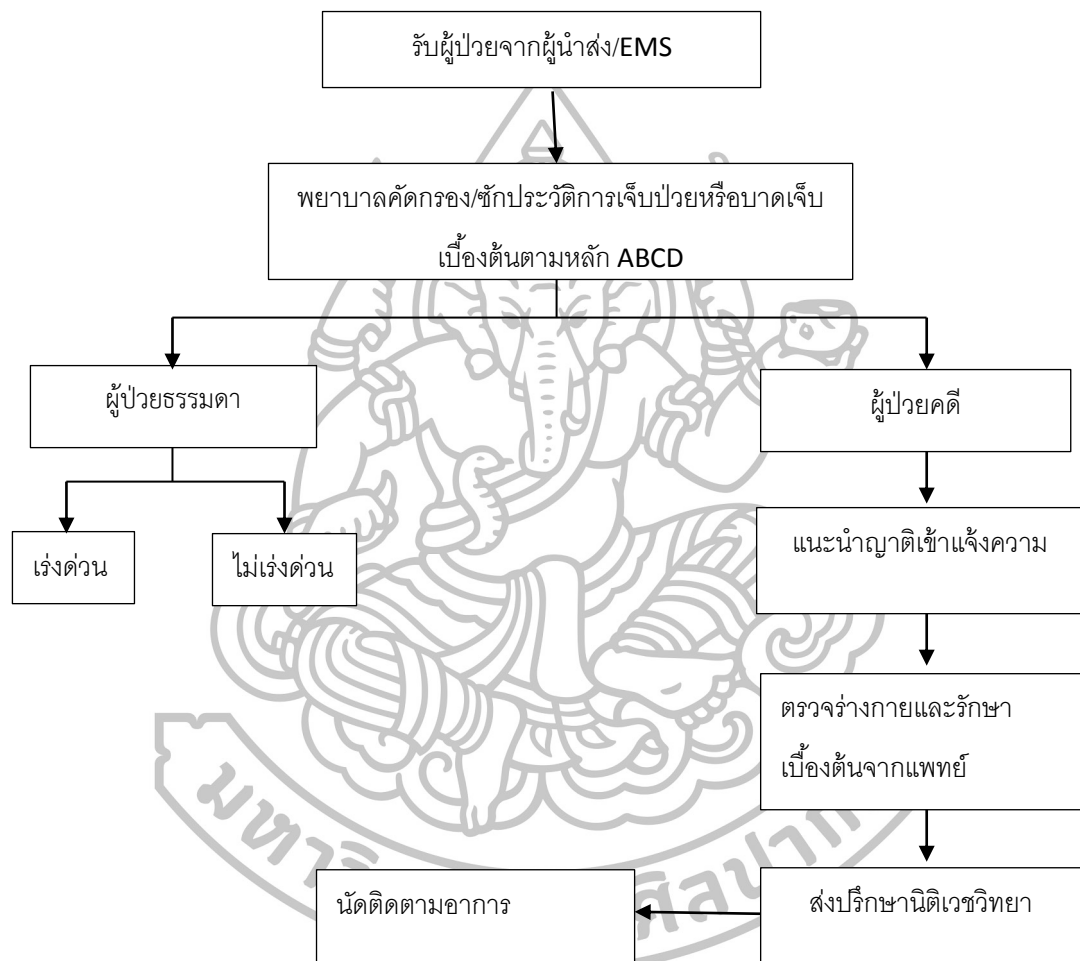 รับผู้ป่วยจากผู้นำส่ง/EMS
พยาบาลคัดกรอง/ซักประวัติการเจ็บป่วยหรือบาดเจ็บ
เบื้องต้นตามหลัก ABCD
ผู้ป่วยธรรมดา
ผู้ป่วยคดี
เร่งด่วน
ไม่เร่งด่วน
แนะนำญาติเข้าแจ้งความ
ตรวจร่างกายและรักษา
เบื้องต้นจากแพทย์
ส่งปรึกษานิติเวชวิทยา
นัดติดตามอาการ